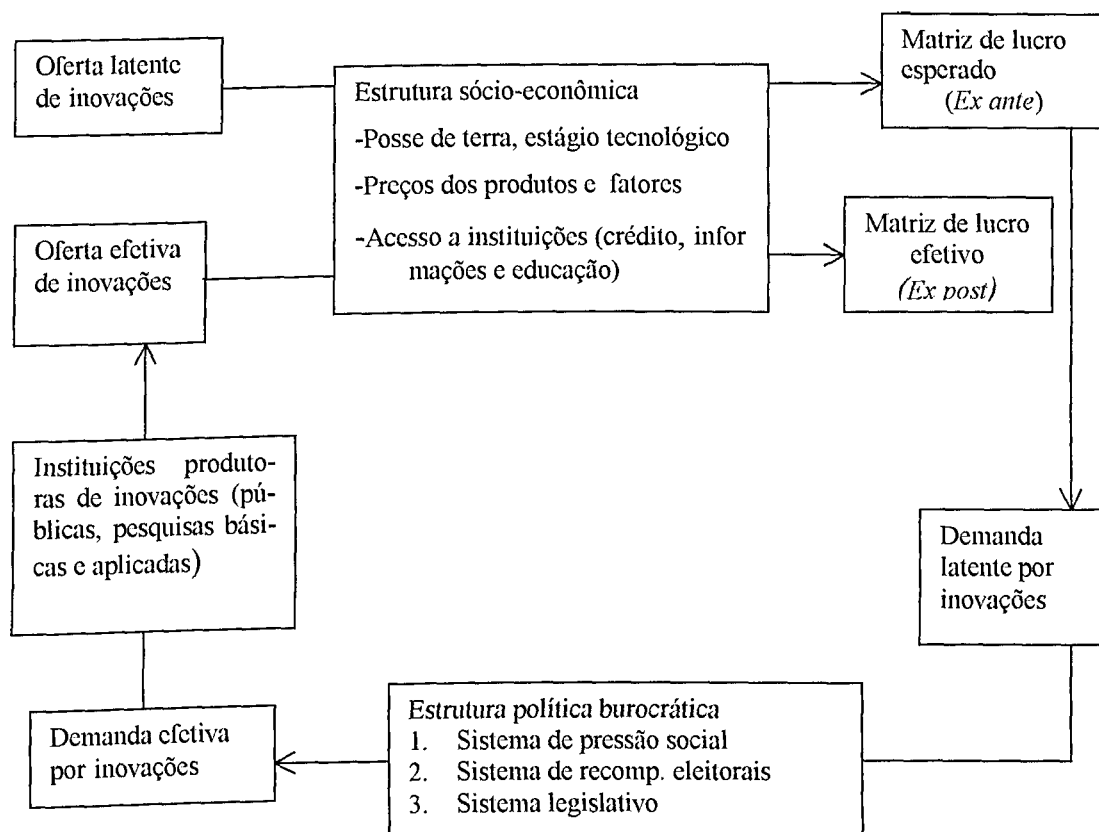 Oferta latente
de inovações
Estrutura sócio-econômica
-Posse de terra, estágio tecnológico
-Preços dos produtos e fatores
-Acesso a instituições (crédito, infor
mações e educação)
Matriz de lucro
esperado
(Ex ante)
Oferta efetiva
de inovações
Matriz de lucro
efetivo
(Ex post)
Instituições produto-
ras de inovações (pú-
blicas, pesquisas bási-
cas e aplicadas)
Demanda
latente por
inovações
Demanda efetiva
por inovações
Estrutura política burocrática
1. Sistema de pressão social
2. Sistema de recomp. eleitorais
3. Sistema legislativo